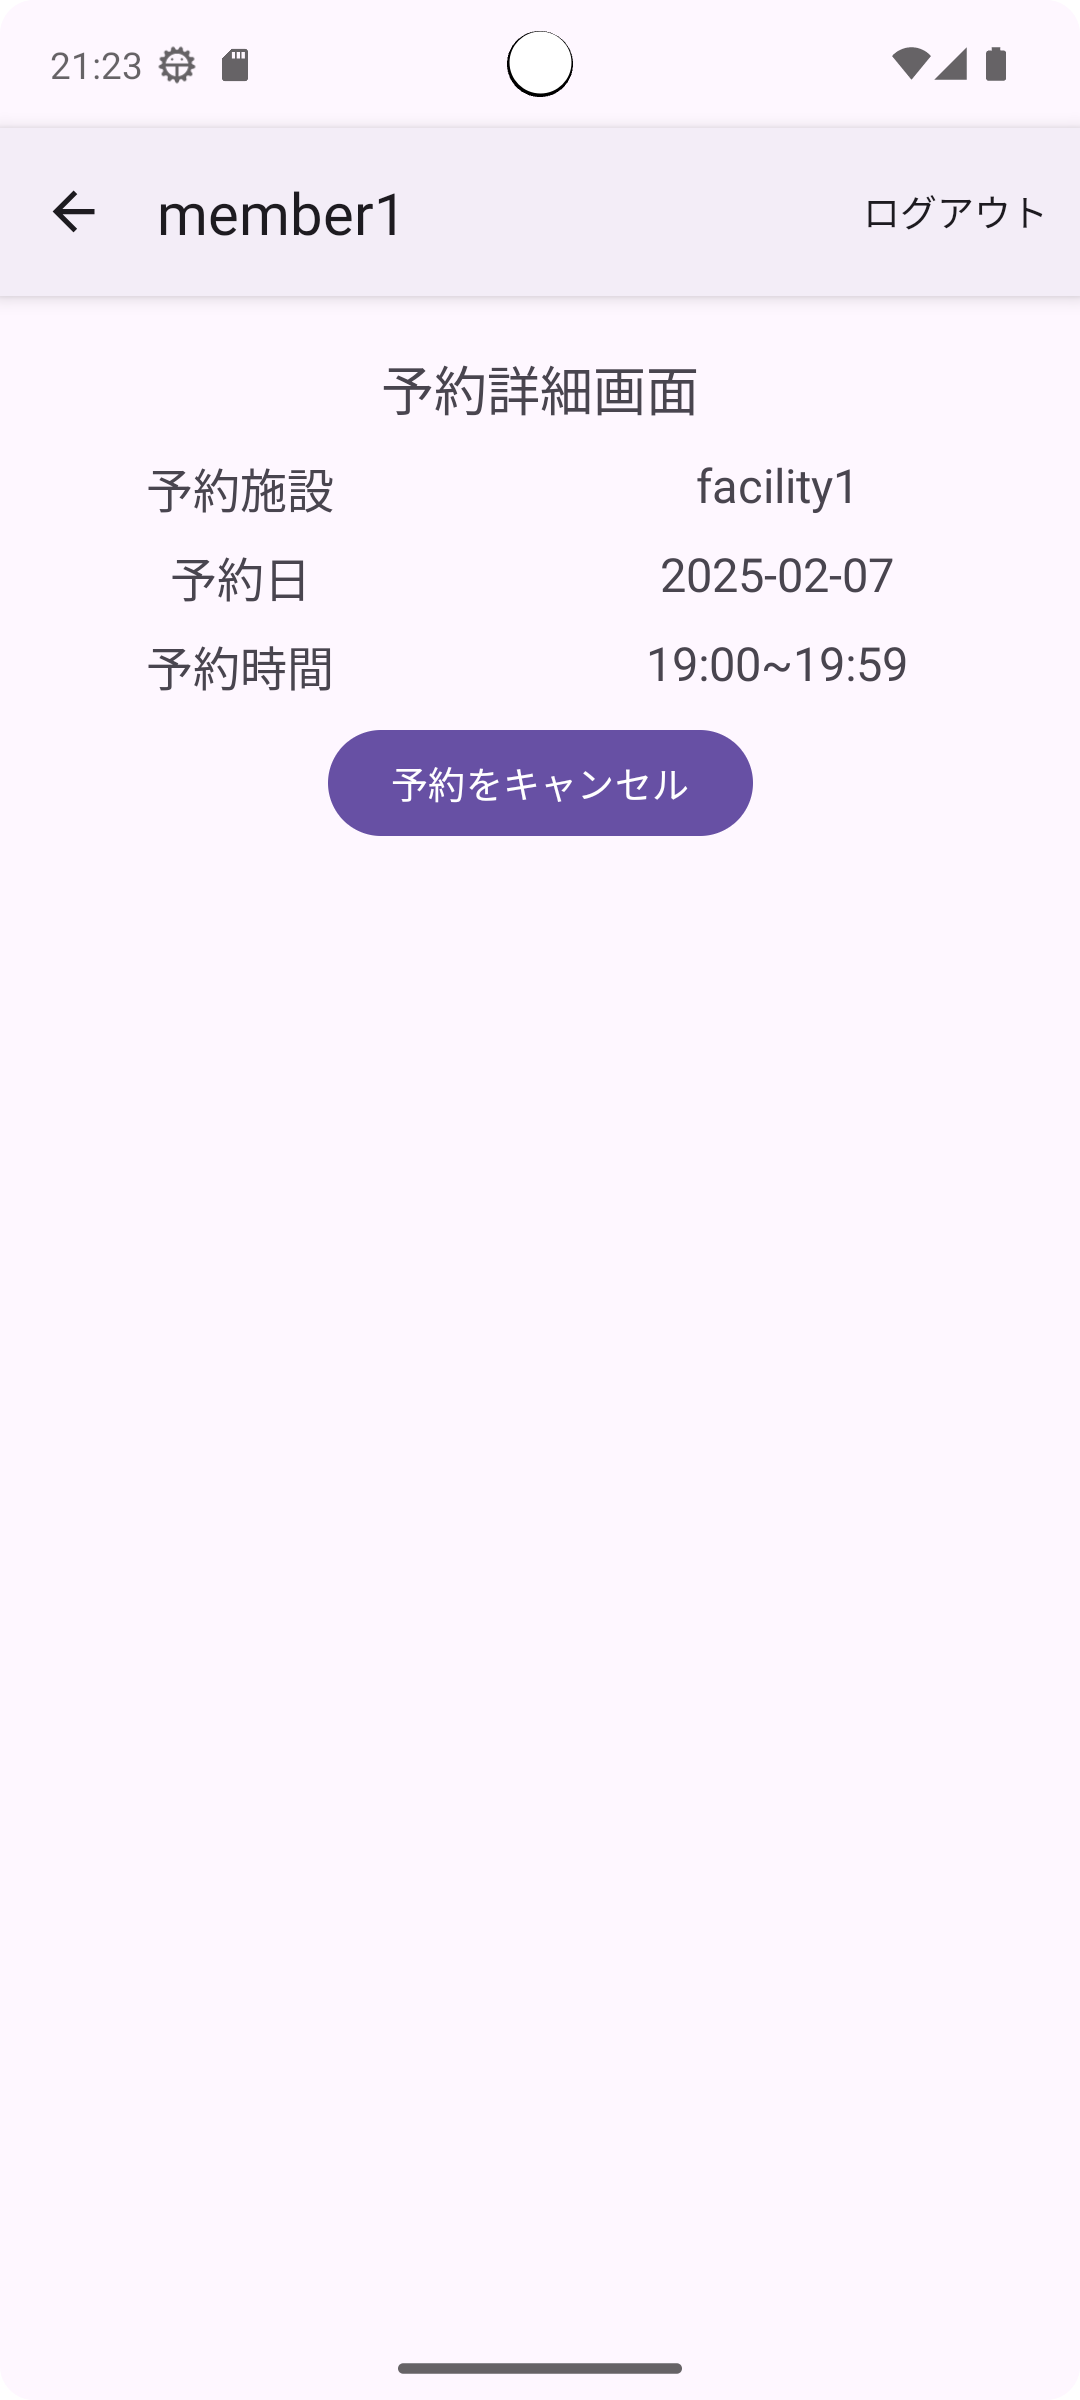 21:23
member1 ログアウト
予約詳細画面
予約施設 facility1
予約日 2025-02-07
予約時間 19:00~19:59
予約をキャンセル